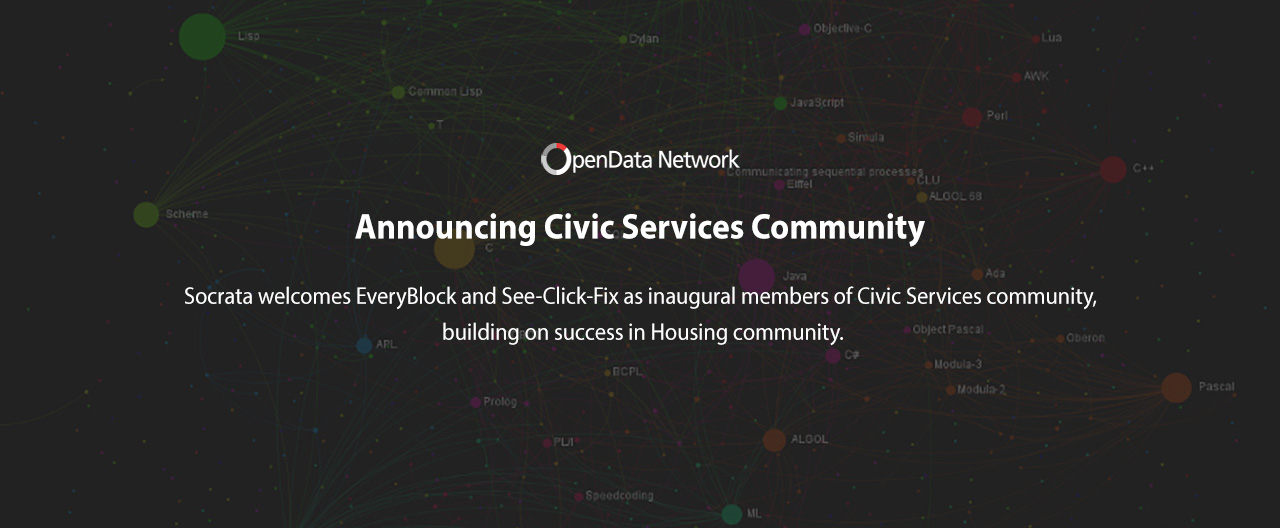 Lisp
Dylan
Objective-C
Lua
AWK
Common Lisp
JavaScript
Perl
T
Simula
OpenData Network
Communicating sequential processes
C++
CLU
Eiffel
ALGOL 68
Scheme
Announcing Civic Services Community
C
Java
Ada
Socrata welcomes EveryBlock and See-Click-Fix as inaugural members of Civic Services community,
building on success in Housing community.
Object Pascal
Oberon
APL
C#
Modula-3
BCPL
Modula-2
Pascal
Prolog
PL/I
ALGOL
Speedcoding
ML